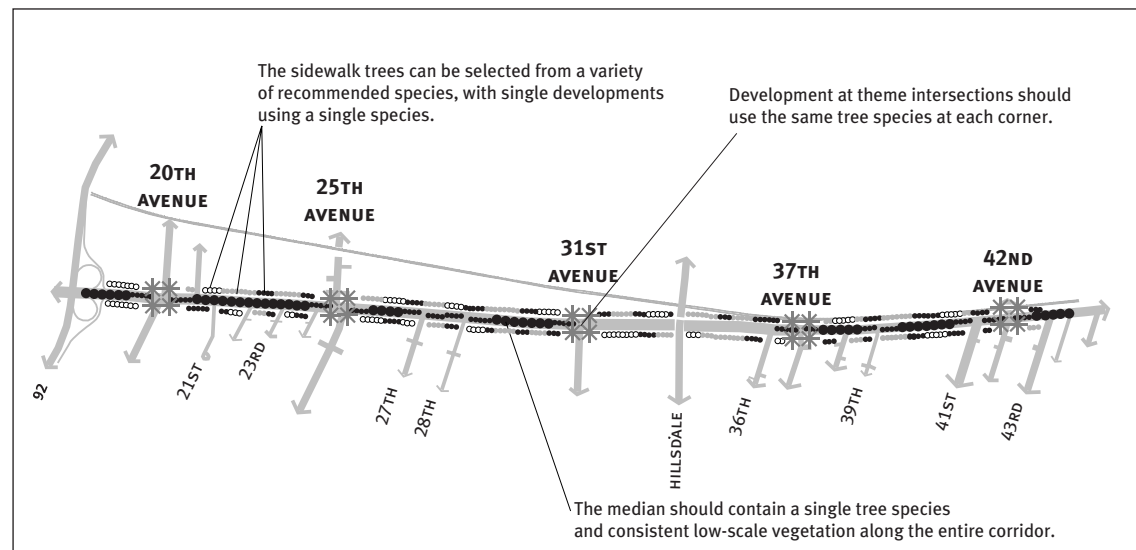 The sidewalk trees can be selected from a variety
of recommended species, with single developments
using a single species.
Development at theme intersections should
use the same tree species at each corner.
20TH
AVENUE
25TH
AVENUE
31ST
AVENUE
37TH
AVENUE
42ND
AVENUE
92
21ST
23RD
27TH
28TH
HILLSDALE
36TH
39TH
41ST
43RD
The median should contain a single tree species
and consistent low-scale vegetation along the entire corridor.